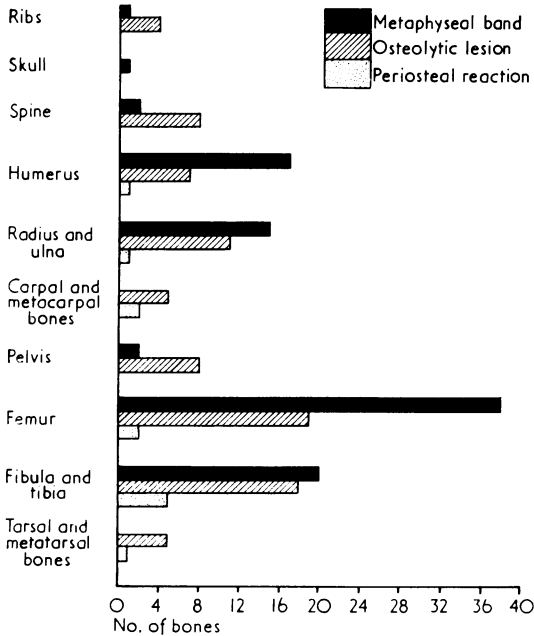 Metaphyseal band
Osteolytic lesion
Periosteal reaction
Ribs
Skull
Spine
Humerus
Radius and
ulna
Carpal and
metacarpal
bones
Pelvis
Femur
Fibula and
tibia
Tarsal and
metatarsal
bones
0 4 8 12 16 20 24 28 32 36 40
No. of bones